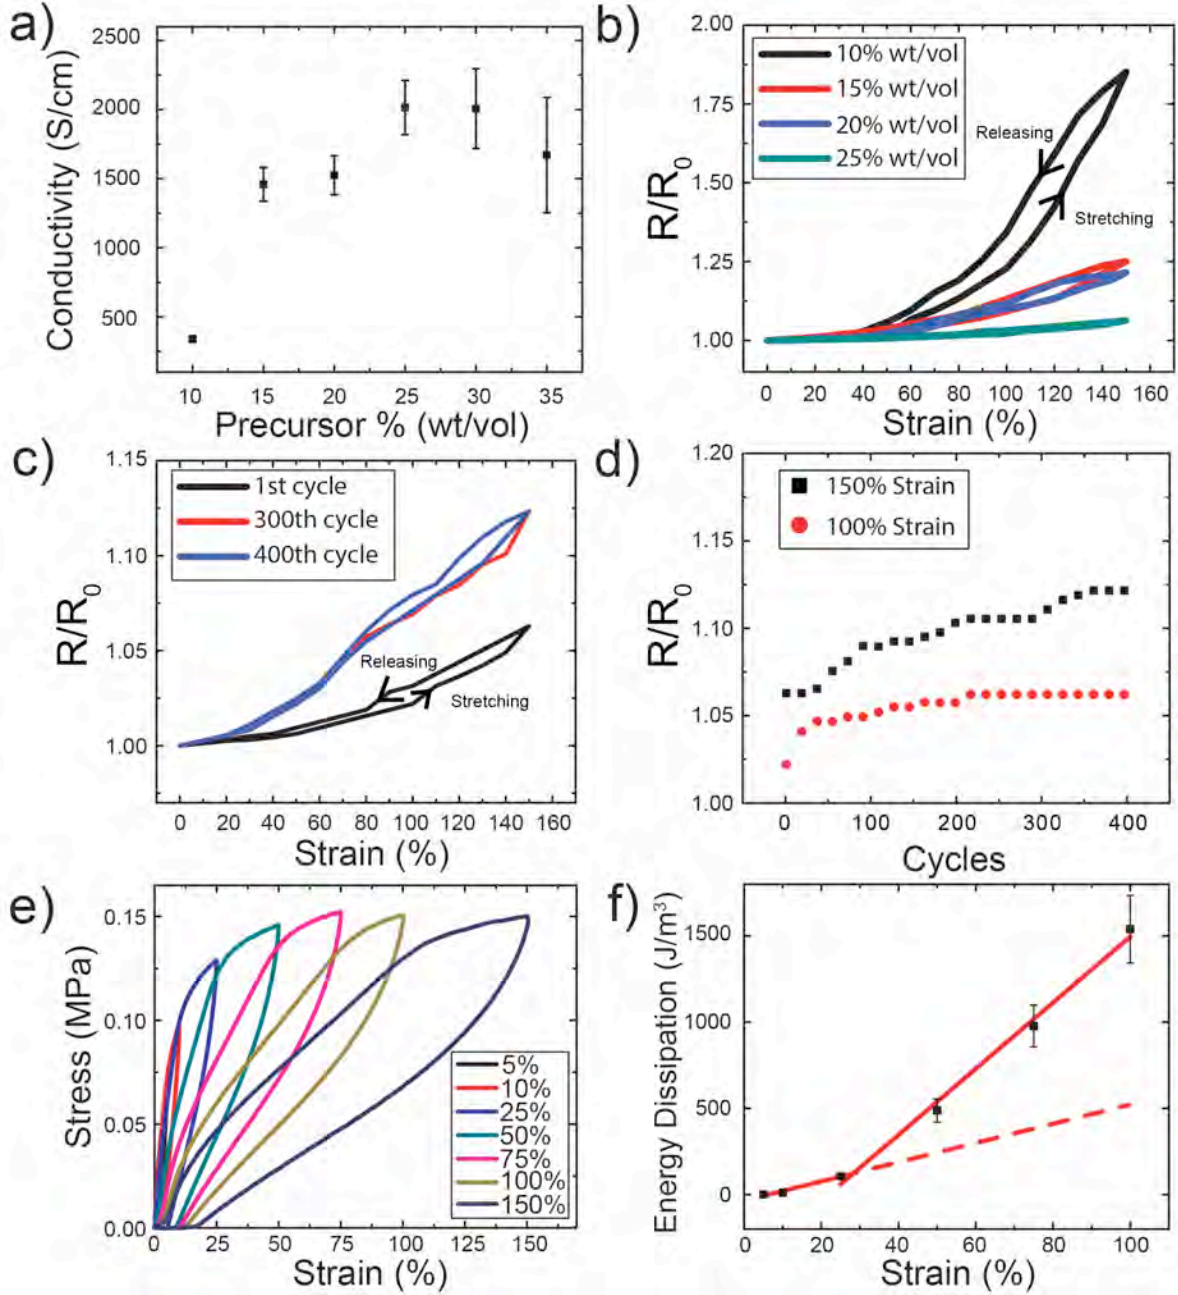 a)
Conductivity (S/cm)
2500
2000
1500
1000
500
10 15 20 25 30 35
Precursor % (wt/vol)
b)
R/R0
2.00
1.75
1.50
1.25
1.00
10% wt/vol
15% wt/vol
20% wt/vol
25% wt/vol
Releasing
Stretching
0 20 40 60 80 100 120 140 160
Strain (%)
c)
R/R0
1.15
1.10
1.05
1.00
1st cycle
300th cycle
400th cycle
Releasing
Stretching
0 20 40 60 80 100 120 140 160
Strain (%)
d)
R/R0
1.20
1.15
1.10
1.05
1.00
150% Strain
100% Strain
0 100 200 300 400
Cycles
e)
Stress (MPa)
0.15
0.10
0.05
0.00
5%
10%
25%
50%
75%
100%
150%
0 25 50 75 100 125 150
Strain (%)
f)
Energy Dissipation (J/m³)
1500
1000
500
0
0 20 40 60 80 100
Strain (%)